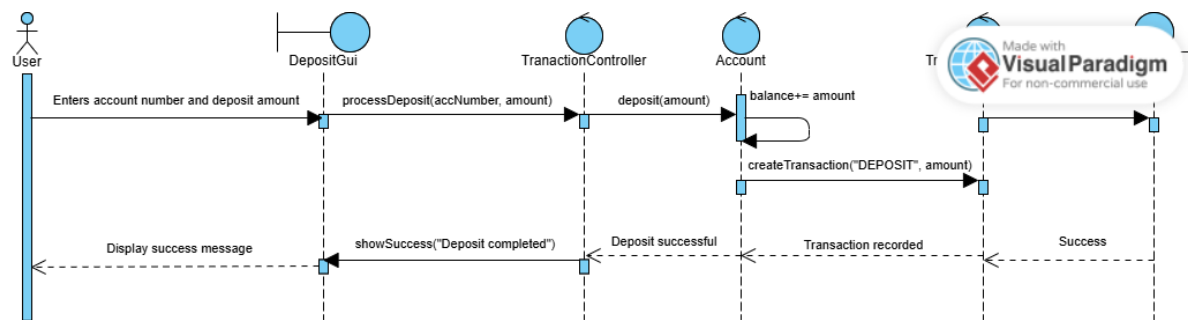 User
DepositGui
TranactionController
Account
Made with
Visual Paradigm
For non-commercial use
Enters account number and deposit amount
processDeposit(accNumber, amount)
deposit(amount)
balance+= amount
createTransaction("DEPOSIT", amount)
Display success message
showSuccess("Deposit completed")
Deposit successful
Transaction recorded
Success